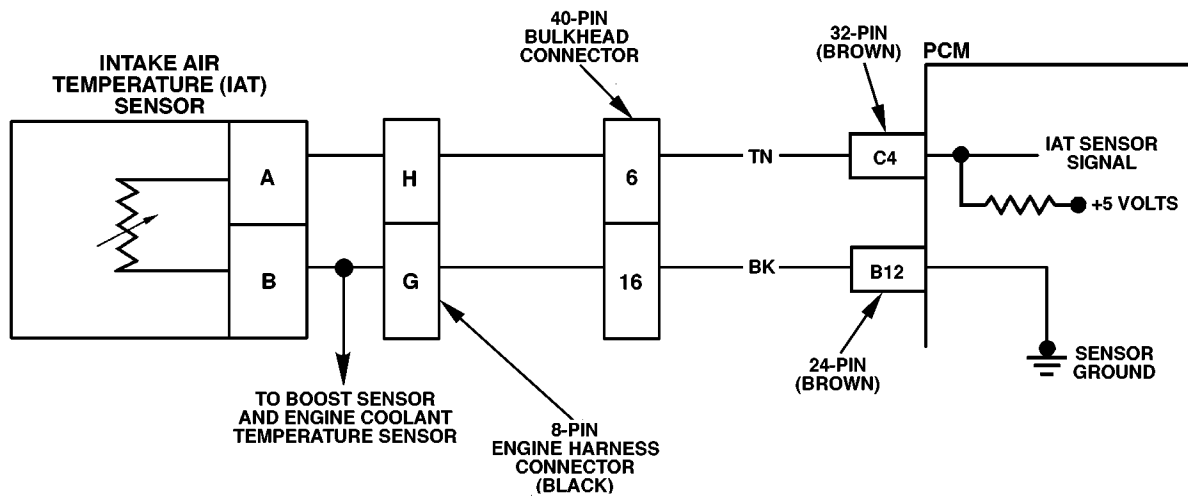 40-PIN
BULKHEAD
CONNECTOR
32-PIN
(BROWN)
PCM
INTAKE AIR
TEMPERATURE (IAT)
SENSOR
A
H
6
TN
C4
IAT SENSOR
SIGNAL
+5 VOLTS
B
G
16
BK
B12
24-PIN
(BROWN)
SENSOR
GROUND
TO BOOST SENSOR
AND ENGINE COOLANT
TEMPERATURE SENSOR
8-PIN
ENGINE HARNESS
CONNECTOR
(BLACK)